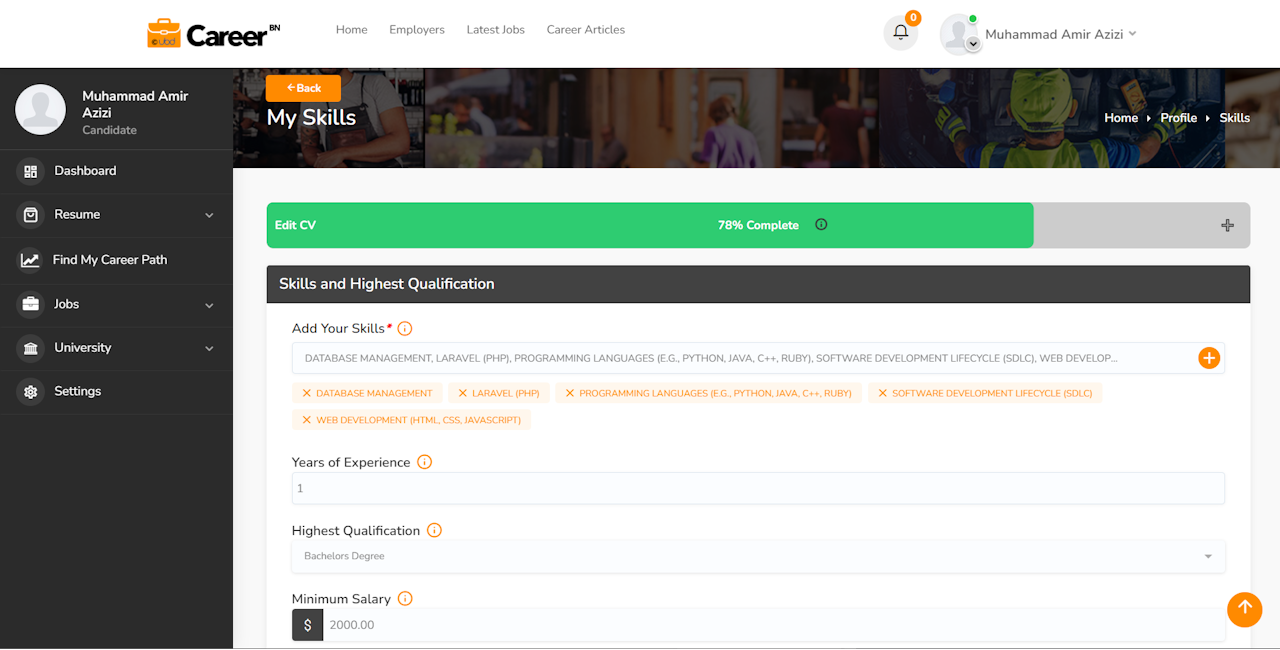 ubd Career BN
Home Employers Latest Jobs Career Articles
0
Muhammad Amir Azizi
Muhammad Amir
Azizi
Candidate
Dashboard
Resume
Find My Career Path
Jobs
University
Settings
Back
My Skills
Home Profile Skills
Edit CV 78% Complete
Skills and Highest Qualification
Add Your Skills*
DATABASE MANAGEMENT, LARAVEL (PHP), PROGRAMMING LANGUAGES (E.G., PYTHON, JAVA, C++, RUBY), SOFTWARE DEVELOPMENT LIFECYCLE (SDLC), WEB DEVELOP...
DATABASE MANAGEMENT LARAVEL (PHP) PROGRAMMING LANGUAGES (E.G., PYTHON, JAVA, C++, RUBY) SOFTWARE DEVELOPMENT LIFECYCLE (SDLC)
WEB DEVELOPMENT (HTML, CSS, JAVASCRIPT)
Years of Experience
1
Highest Qualification
Bachelors Degree
Minimum Salary
$ 2000.00